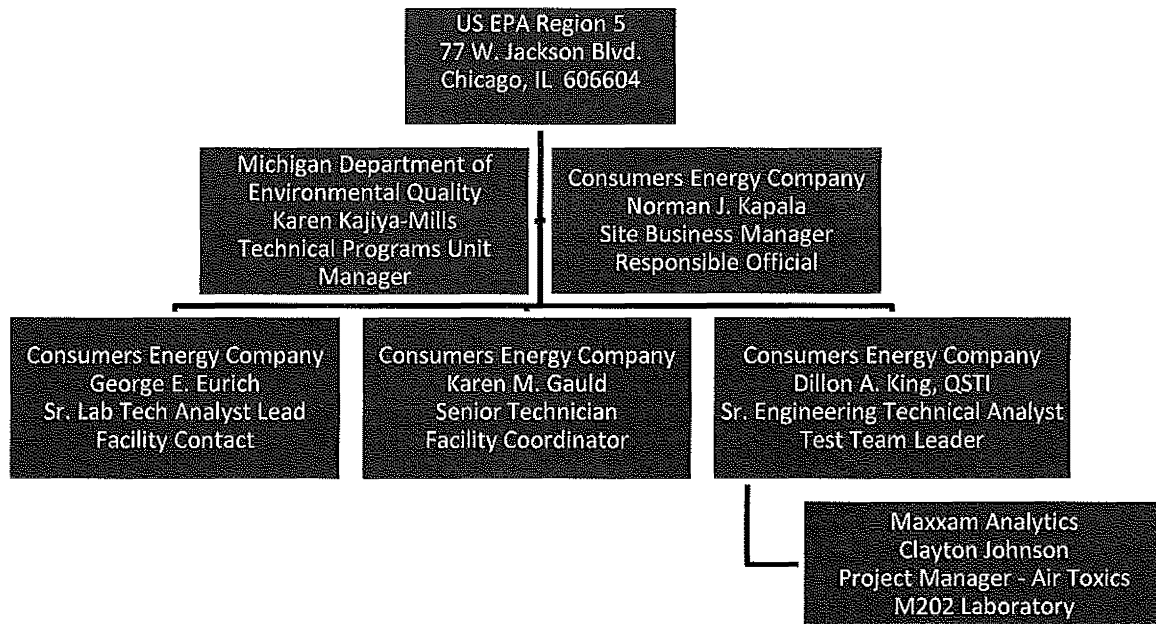 US EPA Region 5
77 W. Jackson Blvd.
Chicago, IL  606604
Michigan Department of
Environmental Quality
Karen Kajiya-Mills
Technical Programs Unit
Manager
Consumers Energy Company
Norman J. Kapala
Site Business Manager
Responsible Official
Consumers Energy Company
George E. Eurich
Sr. Lab Tech Analyst Lead
Facility Contact
Consumers Energy Company
Karen M. Gauld
Senior Technician
Facility Coordinator
Consumers Energy Company
Dillon A. King, QSTI
Sr. Engineering Technical Analyst
Test Team Leader
Maxxam Analytics
Clayton Johnson
Project Manager - Air Toxics
M202 Laboratory